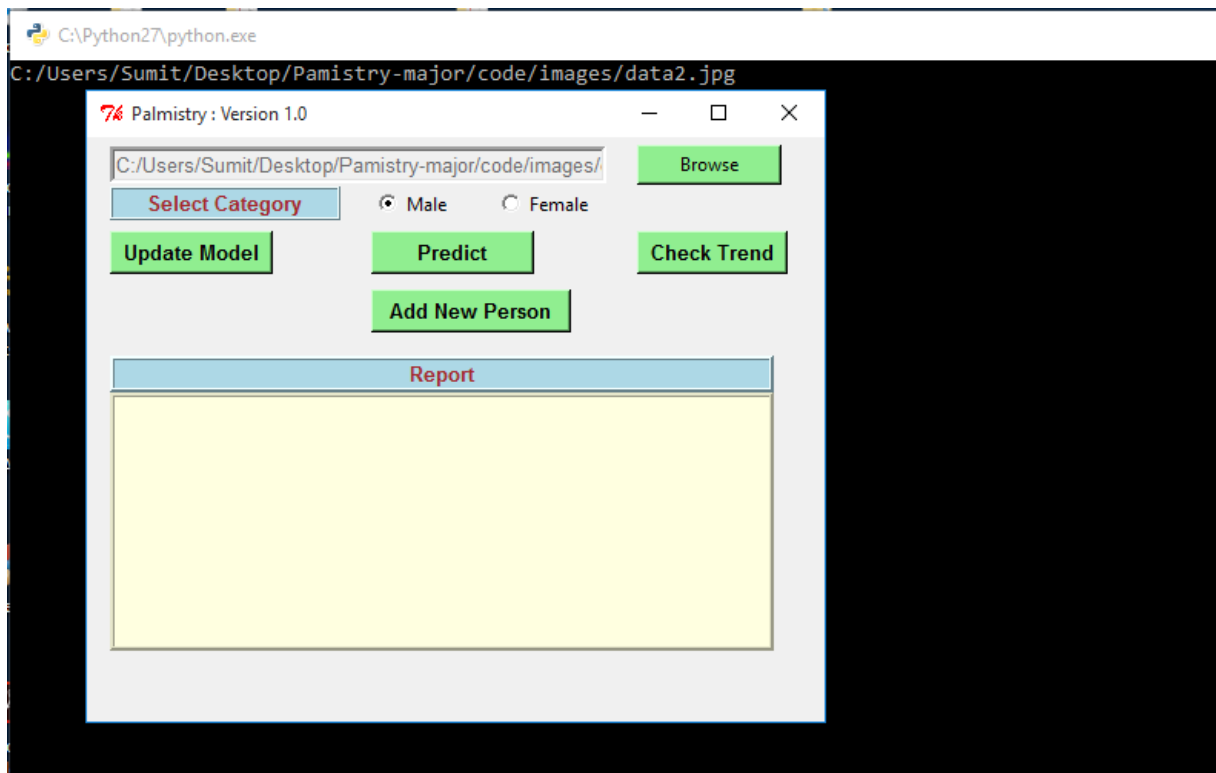 C:\Python27\python.exe
C:/Users/Sumit/Desktop/Pamistry-major/code/images/data2.jpg
Palmistry : Version 1.0
C:/Users/Sumit/Desktop/Pamistry-major/code/images/ Browse
Select Category Male Female
Update Model Predict Check Trend
Add New Person
Report